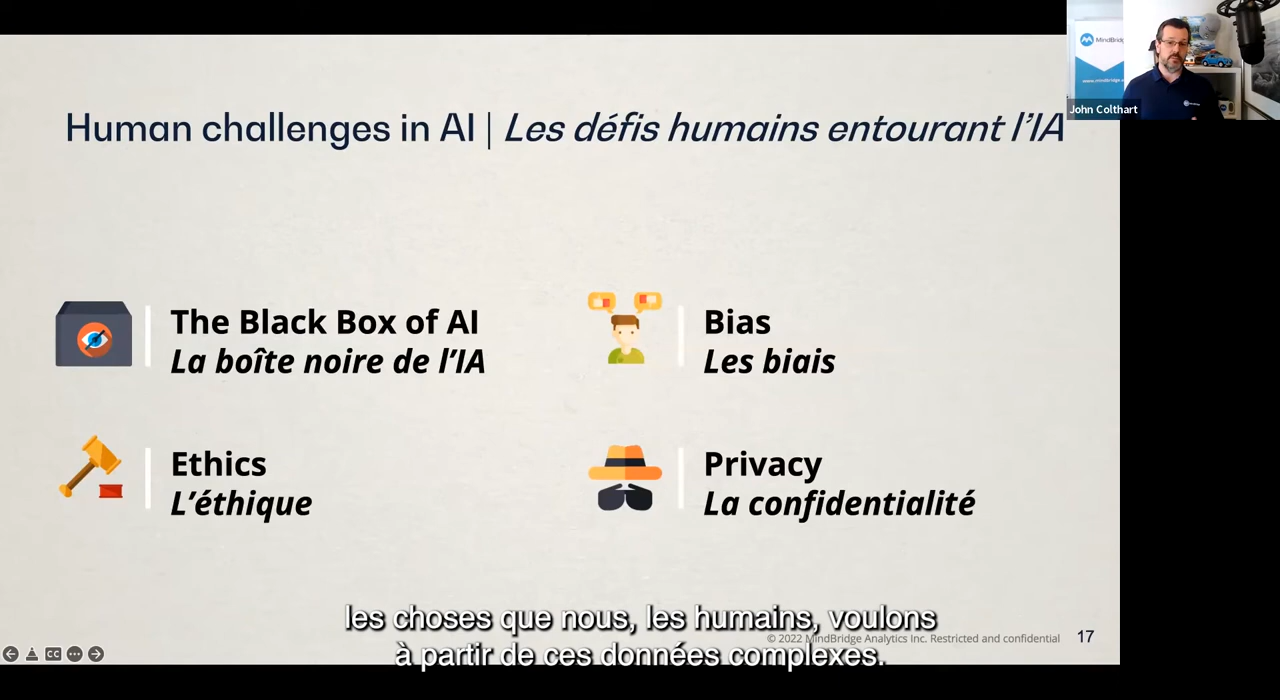 Human challenges in AI | Les défis humains entourant l'IA
The Black Box of AI
La boîte noire de l'IA
Bias
Les biais
Ethics
L'éthique
Privacy
La confidentialité
les choses que nous, les humains, voulons
à partir de ces données complexes.
© 2022 MindBridge Analytics Inc. Restricted and confidential
17
CC
John Colthart